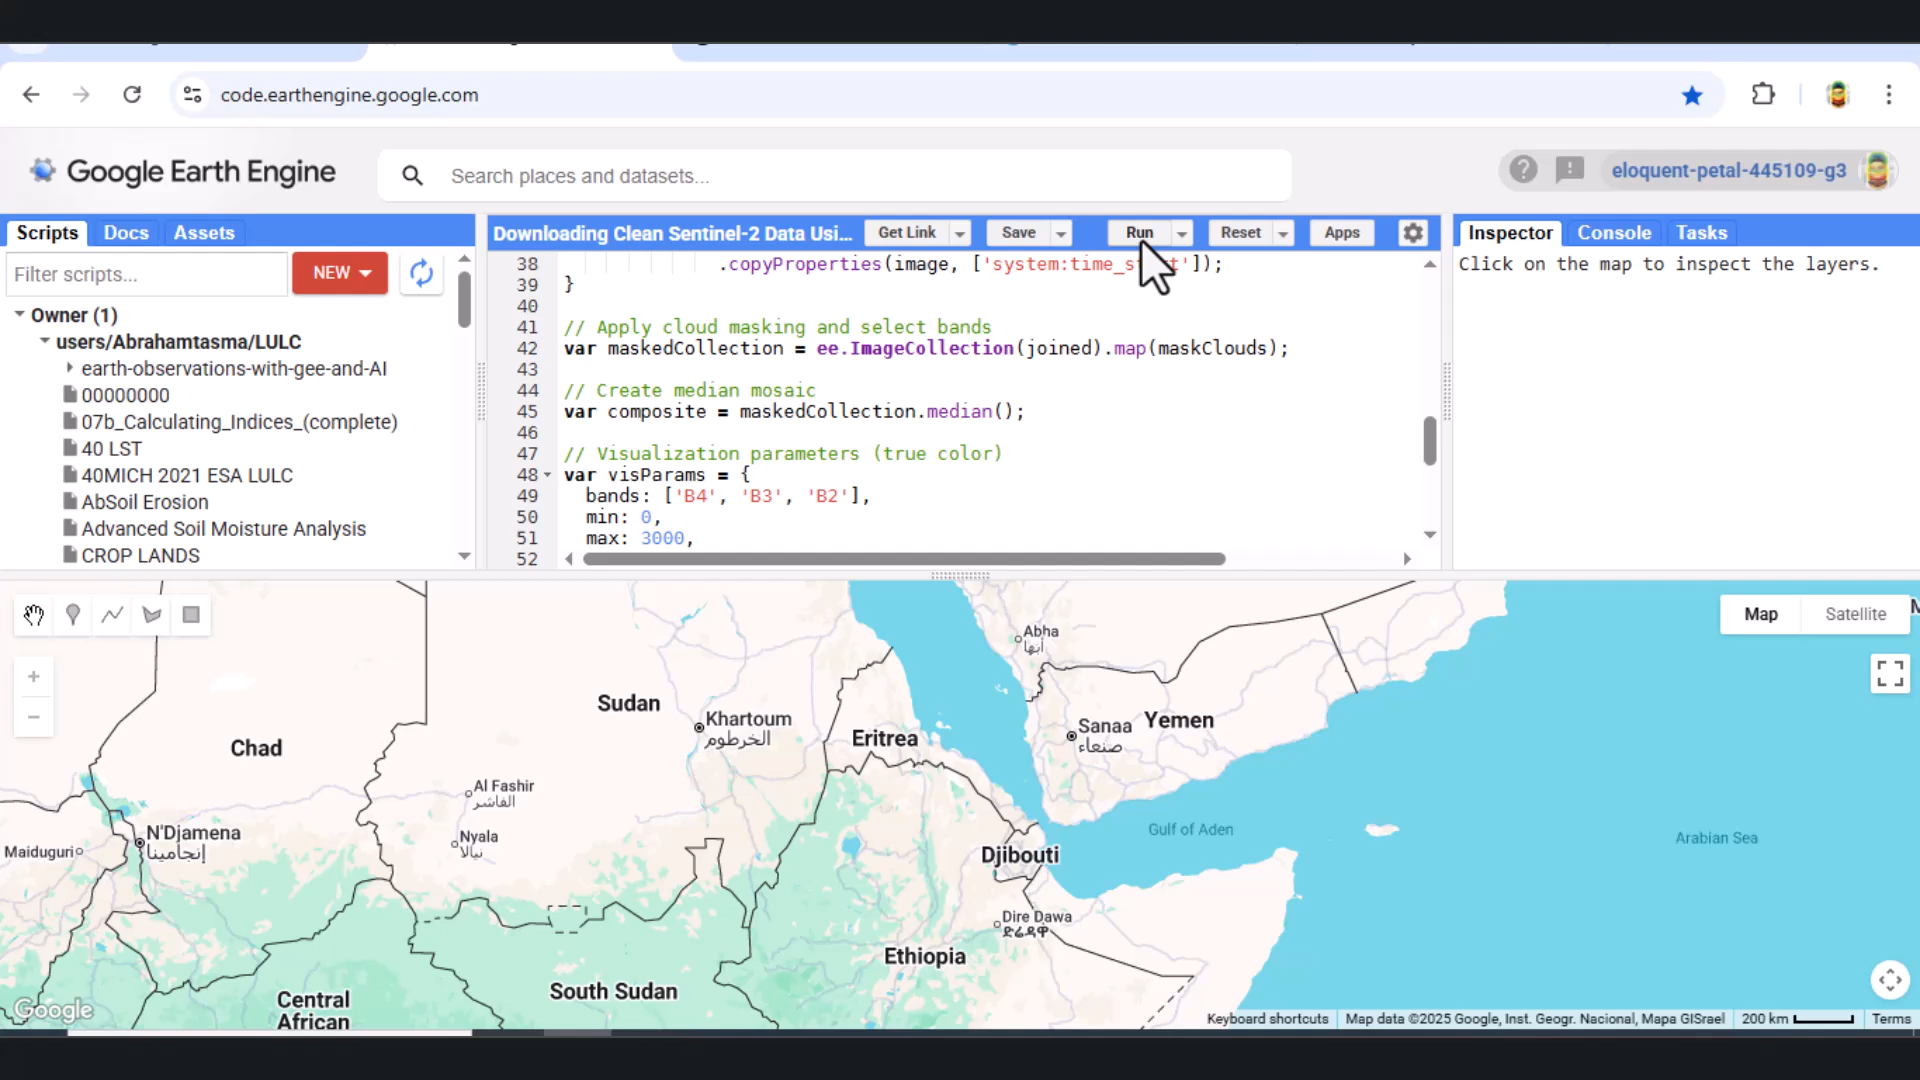 code.earthengine.google.com
Google Earth Engine
Search places and datasets...
eloquent-petal-445109-g3
Scripts Docs Assets
Downloading Clean Sentinel-2 Data Usi... Get Link Save Run Reset Apps
Inspector Console Tasks
Filter scripts... NEW
Owner (1)
users/Abrahamtasma/LULC
earth-observations-with-gee-and-AI
00000000
07b_Calculating_Indices_(complete)
40 LST
40MICH 2021 ESA LULC
AbSoil Erosion
Advanced Soil Moisture Analysis
CROP LANDS
38 .copyProperties(image, ['system:time_start']);
39 }
40
41 // Apply cloud masking and select bands
42 var maskedCollection = ee.ImageCollection(joined).map(maskClouds);
43
44 // Create median mosaic
45 var composite = maskedCollection.median();
46
47 // Visualization parameters (true color)
48 var visParams = {
49 bands: ['B4', 'B3', 'B2'],
50 min: 0,
51 max: 3000,
52
Click on the map to inspect the layers.
Map Satellite
Abha
أبها
Sudan
Khartoum
الخرطوم
Chad
Eritrea
Sanaa
صنعاء
Yemen
Al Fashir
الفاشر
N'Djamena
إنجامينا
Nyala
نيالا
Maiduguri
Gulf of Aden
Arabian Sea
Djibouti
Dire Dawa
ድሬዳዋ
Ethiopia
South Sudan
Central
African
Google
Keyboard shortcuts Map data ©2025 Google, Inst. Geogr. Nacional, Mapa GISrael 200 km Terms